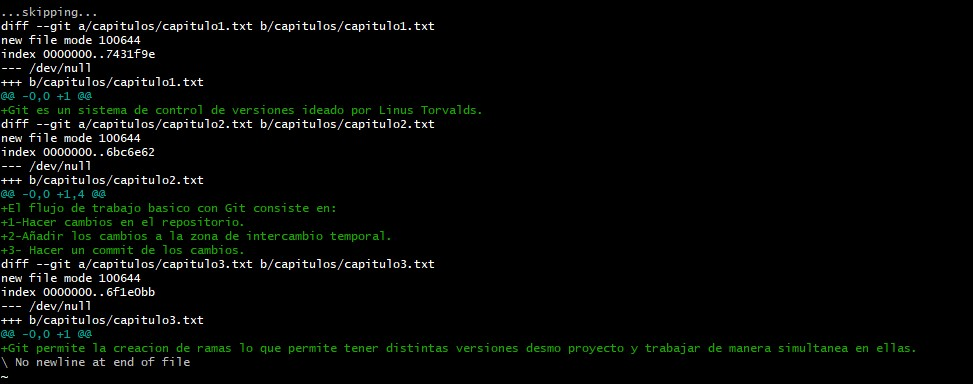 ...skipping...
diff --git a/capitulos/capitulo1.txt b/capitulos/capitulo1.txt
new file mode 100644
index 0000000..7431f9e
--- /dev/null
+++ b/capitulos/capitulo1.txt
@@ -0,0 +1 @@
+Git es un sistema de control de versiones ideado por Linus Torvalds.
diff --git a/capitulos/capitulo2.txt b/capitulos/capitulo2.txt
new file mode 100644
index 0000000..6bc6e62
--- /dev/null
+++ b/capitulos/capitulo2.txt
@@ -0,0 +1,4 @@
+El flujo de trabajo basico con Git consiste en:
+1-Hacer cambios en el repositorio.
+2-Añadir los cambios a la zona de intercambio temporal.
+3- Hacer un commit de los cambios.
diff --git a/capitulos/capitulo3.txt b/capitulos/capitulo3.txt
new file mode 100644
index 0000000..6f1e0bb
--- /dev/null
+++ b/capitulos/capitulo3.txt
@@ -0,0 +1 @@
+Git permite la creacion de ramas lo que permite tener distintas versiones desmo proyecto y trabajar de manera simultanea en ellas.
\ No newline at end of file
~